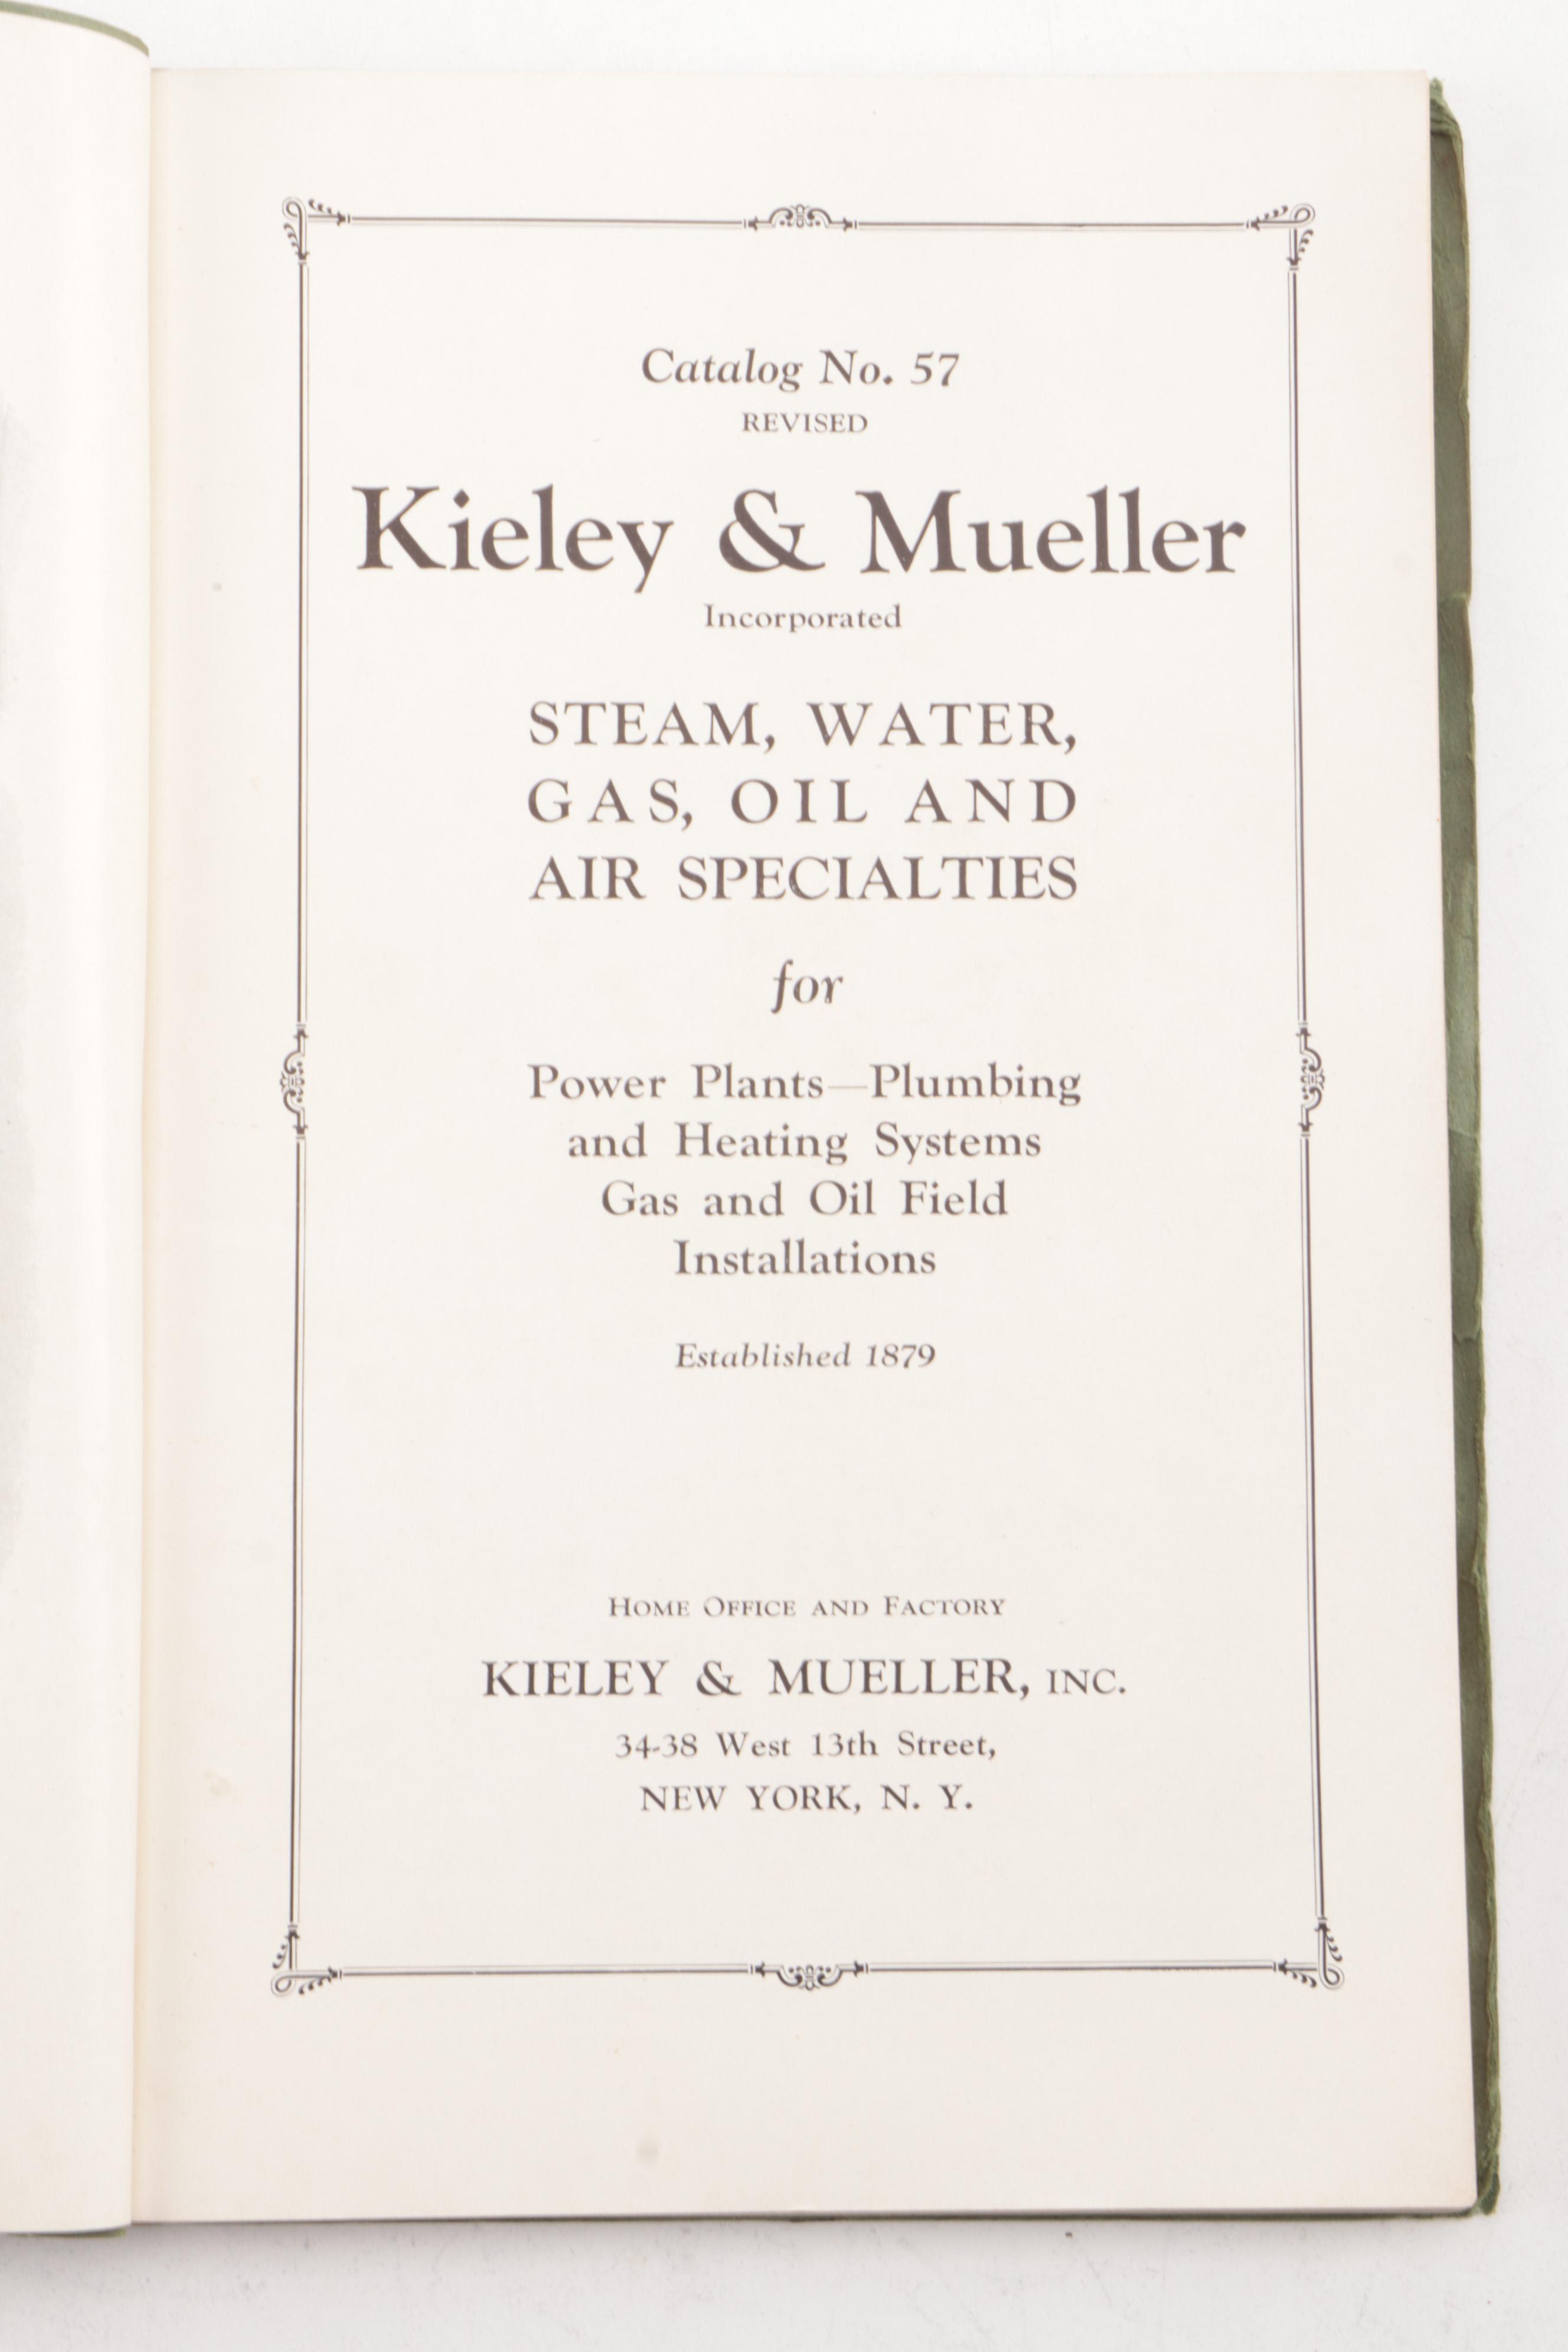 Catalog No. 57
REVISED
Kieley & Mueller
Incorporated
STEAM, WATER,
GAS, OIL AND
AIR SPECIALTIES
for
Power Plants—Plumbing
and Heating Systems
Gas and Oil Field
Installations
Established 1879
HOME OFFICE AND FACTORY
KIELEY & MUELLER, INC.
34-38 West 13th Street,
NEW YORK, N. Y.